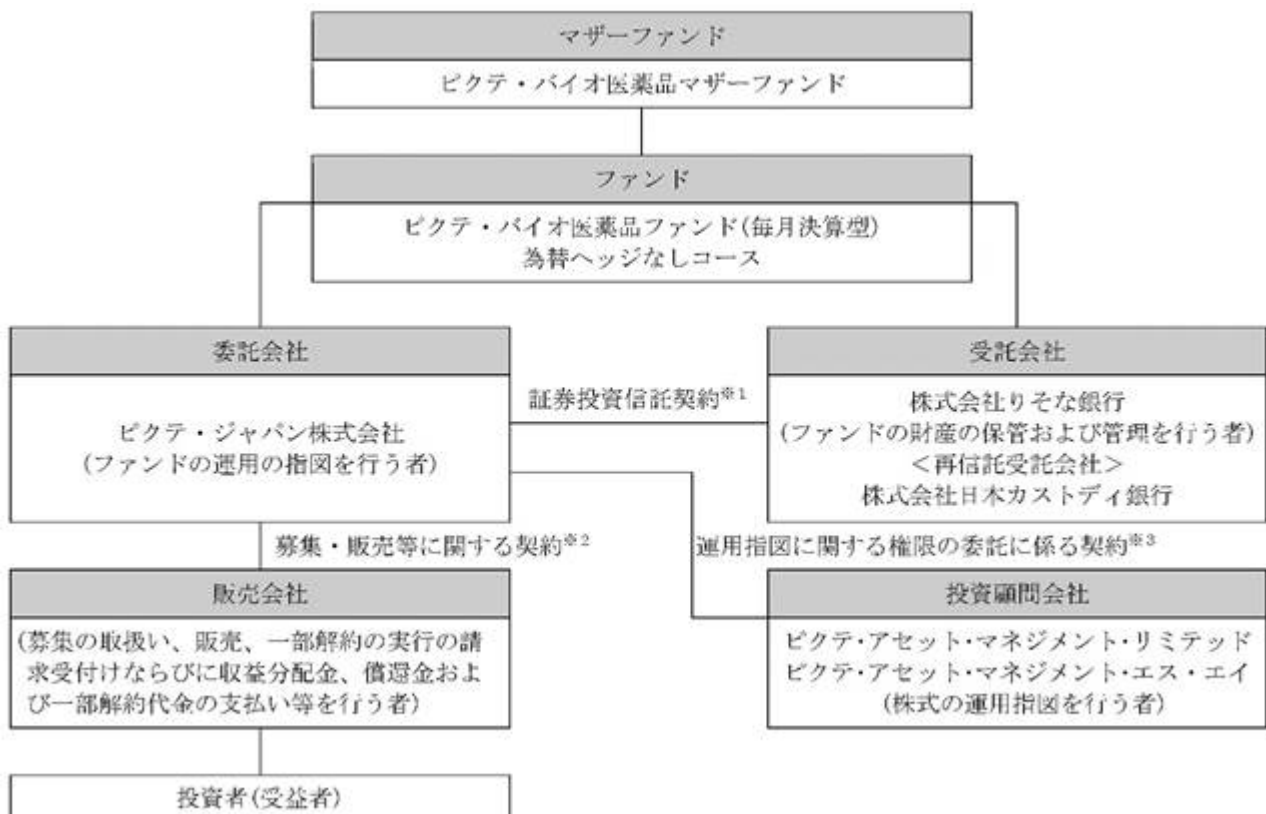 マザーファンド
ピクテ・バイオ医薬品マザーファンド
ファンド
ピクテ・バイオ医薬品ファンド(毎月決算型)
為替ヘッジなしコース
委託会社
ピクテ・ジャパン株式会社
(ファンドの運用の指図を行う者)
証券投資信託契約※1
受託会社
株式会社りそな銀行
(ファンドの財産の保管および管理を行う者)
<再信託受託会社>
株式会社日本カストディ銀行
募集・販売等に関する契約※2
運用指図に関する権限の委託に係る契約※3
販売会社
(募集の取扱い、販売、一部解約の実行の請
求受付けならびに収益分配金、償還金およ
び一部解約代金の支払い等を行う者)
投資顧問会社
ピクテ・アセット・マネジメント・リミテッド
ピクテ・アセット・マネジメント・エス・エイ
(株式の運用指図を行う者)
投資者(受益者)